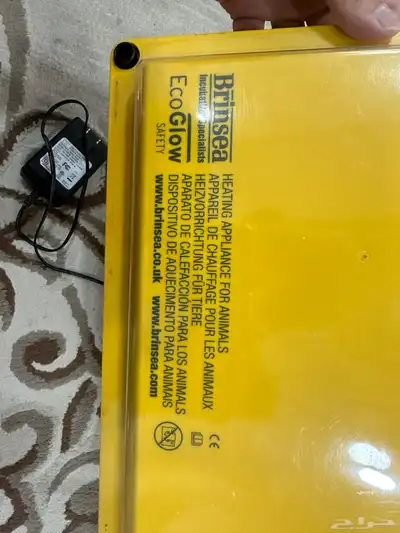 Brinsea
Incubation Specialists
EcoGlow
SAFETY
HEATING APPLIANCE FOR ANIMALS
APPAREIL DE CHAUFFAGE POUR LES ANIMAUX
HEIZVORRICHTUNG FÜR TIERE
APARATO DE CALEFACCIÓN PARA LOS ANIMALS
DISPOSITIVO DE AQUECIMENTO PARA ANIMAIS
www.brinsea.co.uk www.brinsea.com
CE
حراج